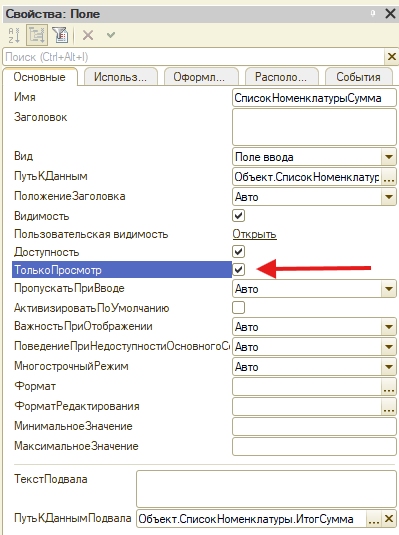 Свойства: Поле
Поиск (Ctrl+Alt+I)
Основные Использ... Оформл... Располо... События
Имя СписокНоменклатурыСумма
Заголовок
Вид Поле ввода
ПутьКДанным Объект.СписокНоменклатур ...
ПоложениеЗаголовка Авто
Видимость
Пользовательская видимость Открыть
Доступность
ТолькоПросмотр
ПропускатьПриВводе Авто
АктивизироватьПоУмолчанию
ВажностьПриОтображении Авто
ПоведениеПриНедоступностиОсновногоСе Авто
МногострочныйРежим Авто
Формат ...
ФорматРедактирования ...
МинимальноеЗначение
МаксимальноеЗначение
ТекстПодвала
ПутьКДаннымПодвала Объект.СписокНоменклатуры.ИтогСумма ...